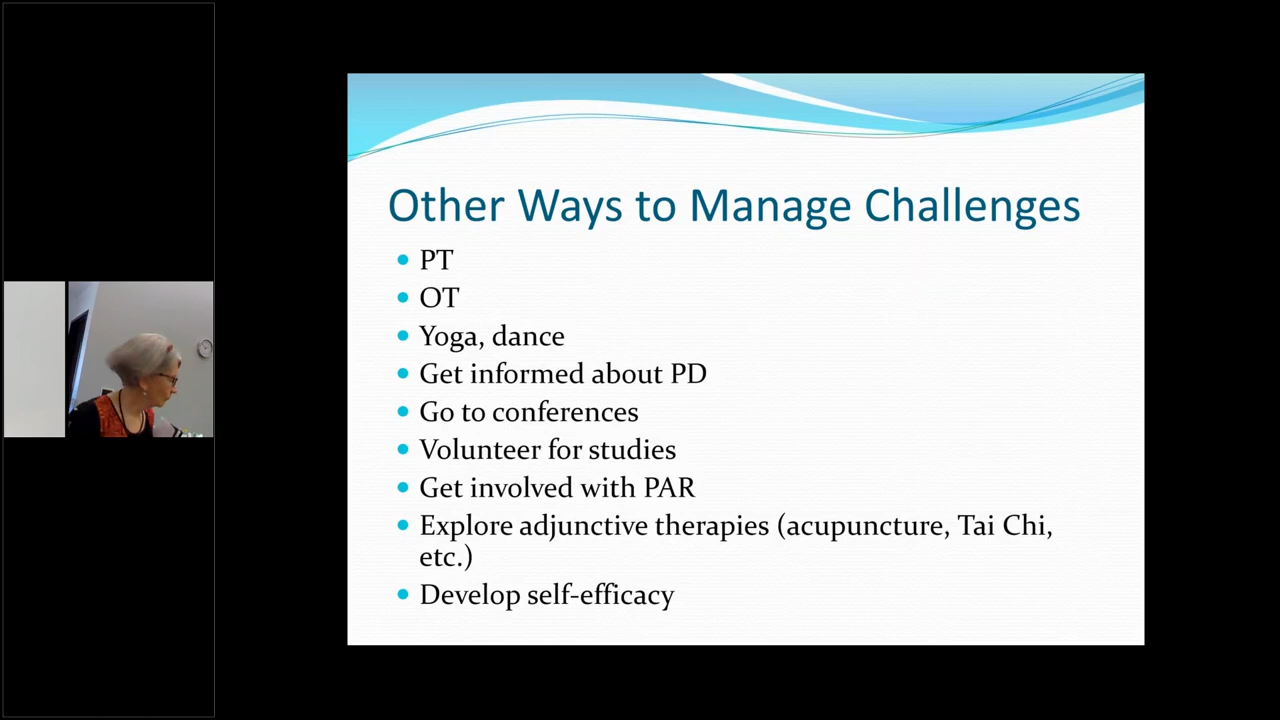 Other Ways to Manage Challenges
• PT
• OT
• Yoga, dance
• Get informed about PD
• Go to conferences
• Volunteer for studies
• Get involved with PAR
• Explore adjunctive therapies (acupuncture, Tai Chi,
etc.)
• Develop self-efficacy